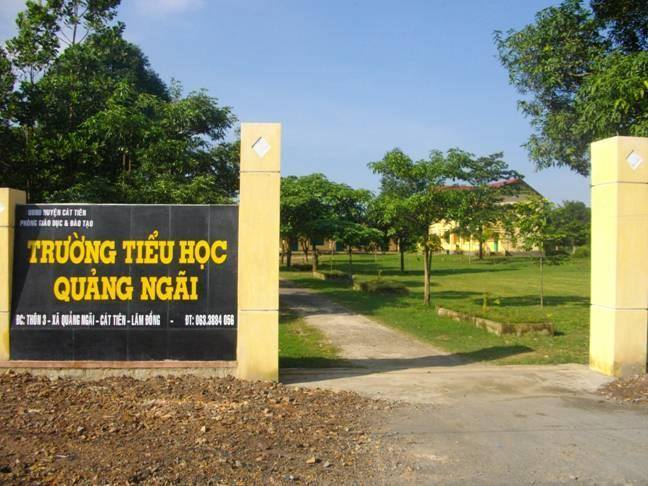 UBND HUYỆN CÁT TIÊN
PHÒNG GIÁO DỤC & ĐÀO TẠO
TRƯỜNG TIỂU HỌC
QUẢNG NGÃI
ĐC: THÔN 3 - XÃ QUẢNG NGÃI - CÁT TIÊN - LÂM ĐỒNG - ĐT: 063.3884 056